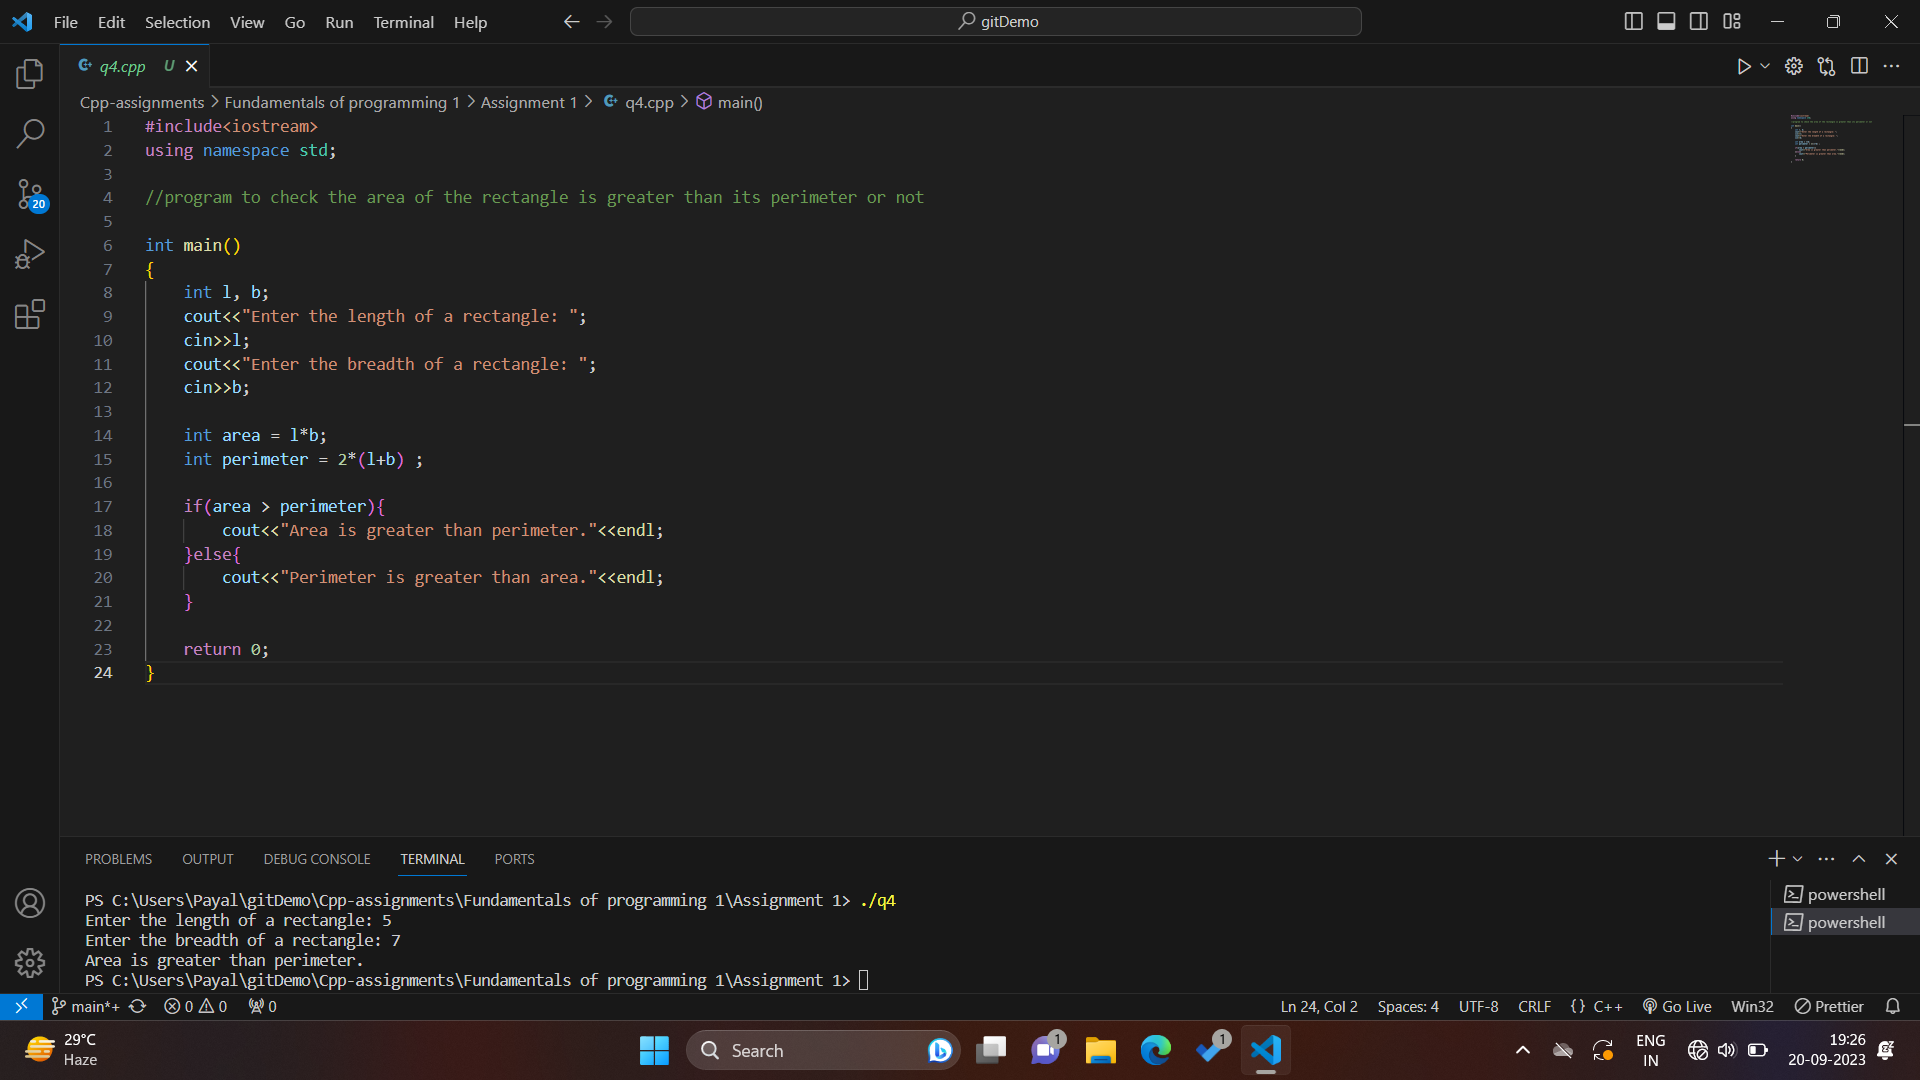 File Edit Selection View Go Run Terminal Help
gitDemo
q4.cpp U
Cpp-assignments > Fundamentals of programming 1 > Assignment 1 > q4.cpp > main()
1 #include<iostream>
2 using namespace std;
3
4 //program to check the area of the rectangle is greater than its perimeter or not
5
6 int main()
7 {
8 int l, b;
9 cout<<"Enter the length of a rectangle: ";
10 cin>>l;
11 cout<<"Enter the breadth of a rectangle: ";
12 cin>>b;
13
14 int area = l*b;
15 int perimeter = 2*(l+b) ;
16
17 if(area > perimeter){
18 cout<<"Area is greater than perimeter."<<endl;
19 }else{
20 cout<<"Perimeter is greater than area."<<endl;
21 }
22
23 return 0;
24 }
20
PROBLEMS OUTPUT DEBUG CONSOLE TERMINAL PORTS
PS C:\Users\Payal\gitDemo\Cpp-assignments\Fundamentals of programming 1\Assignment 1> ./q4
Enter the length of a rectangle: 5
Enter the breadth of a rectangle: 7
Area is greater than perimeter.
PS C:\Users\Payal\gitDemo\Cpp-assignments\Fundamentals of programming 1\Assignment 1>
powershell
powershell
main*+ 0 0 0 Ln 24, Col 2 Spaces: 4 UTF-8 CRLF {} C++ Go Live Win32 Prettier
29°C
Haze
Search
1
1
ENG
IN
19:26
20-09-2023